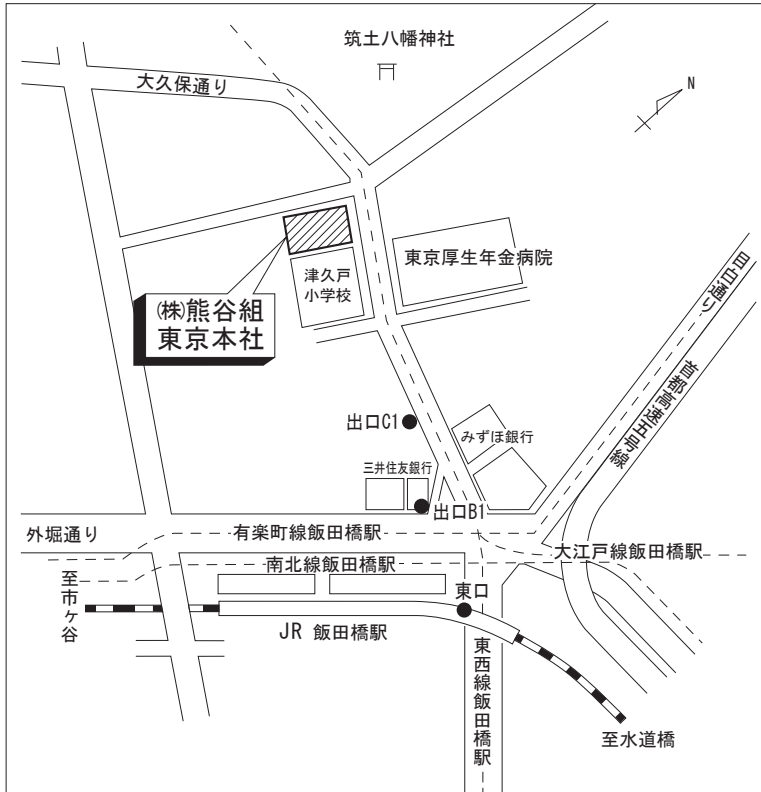 筑土八幡神社
大久保通り
N
東京厚生年金病院
津久戸
小学校
㈱熊谷組
東京本社
目白通り
首都高速五号線
出口C1
みずほ銀行
三井住友銀行
出口B1
外堀通り
有楽町線飯田橋駅
大江戸線飯田橋駅
南北線飯田橋駅
至市ヶ谷
東口
JR 飯田橋駅
東西線飯田橋駅
至水道橋